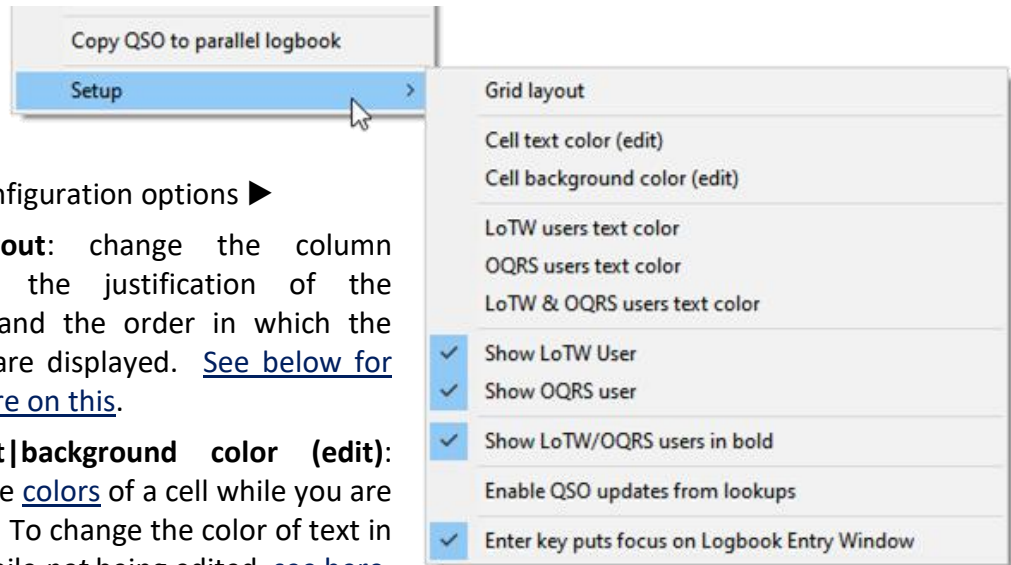 Copy QSO to parallel logbook
Setup
Grid layout
Cell text color (edit)
Cell background color (edit)
LoTW users text color
OQRS users text color
LoTW & OQRS users text color
Show LoTW User
Show OQRS user
Show LoTW/OQRS users in bold
Enable QSO updates from lookups
Enter key puts focus on Logbook Entry Window
nfiguration options ▶
out: change the column
the justification of the
and the order in which the
are displayed. See below for
re on this.
t|background color (edit):
e colors of a cell while you are
To change the color of text in
not being edited, see here.